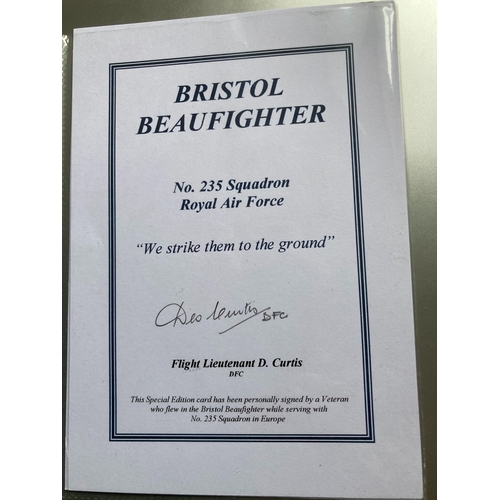 BRISTOL
BEAUFIGHTER
No. 235 Squadron
Royal Air Force
“We strike them to the ground”
Des Curtis DFC
Flight Lieutenant D. Curtis
DFC
This Special Edition card has been personally signed by a Veteran
who flew in the Bristol Beaufighter while serving with
No. 235 Squadron in Europe